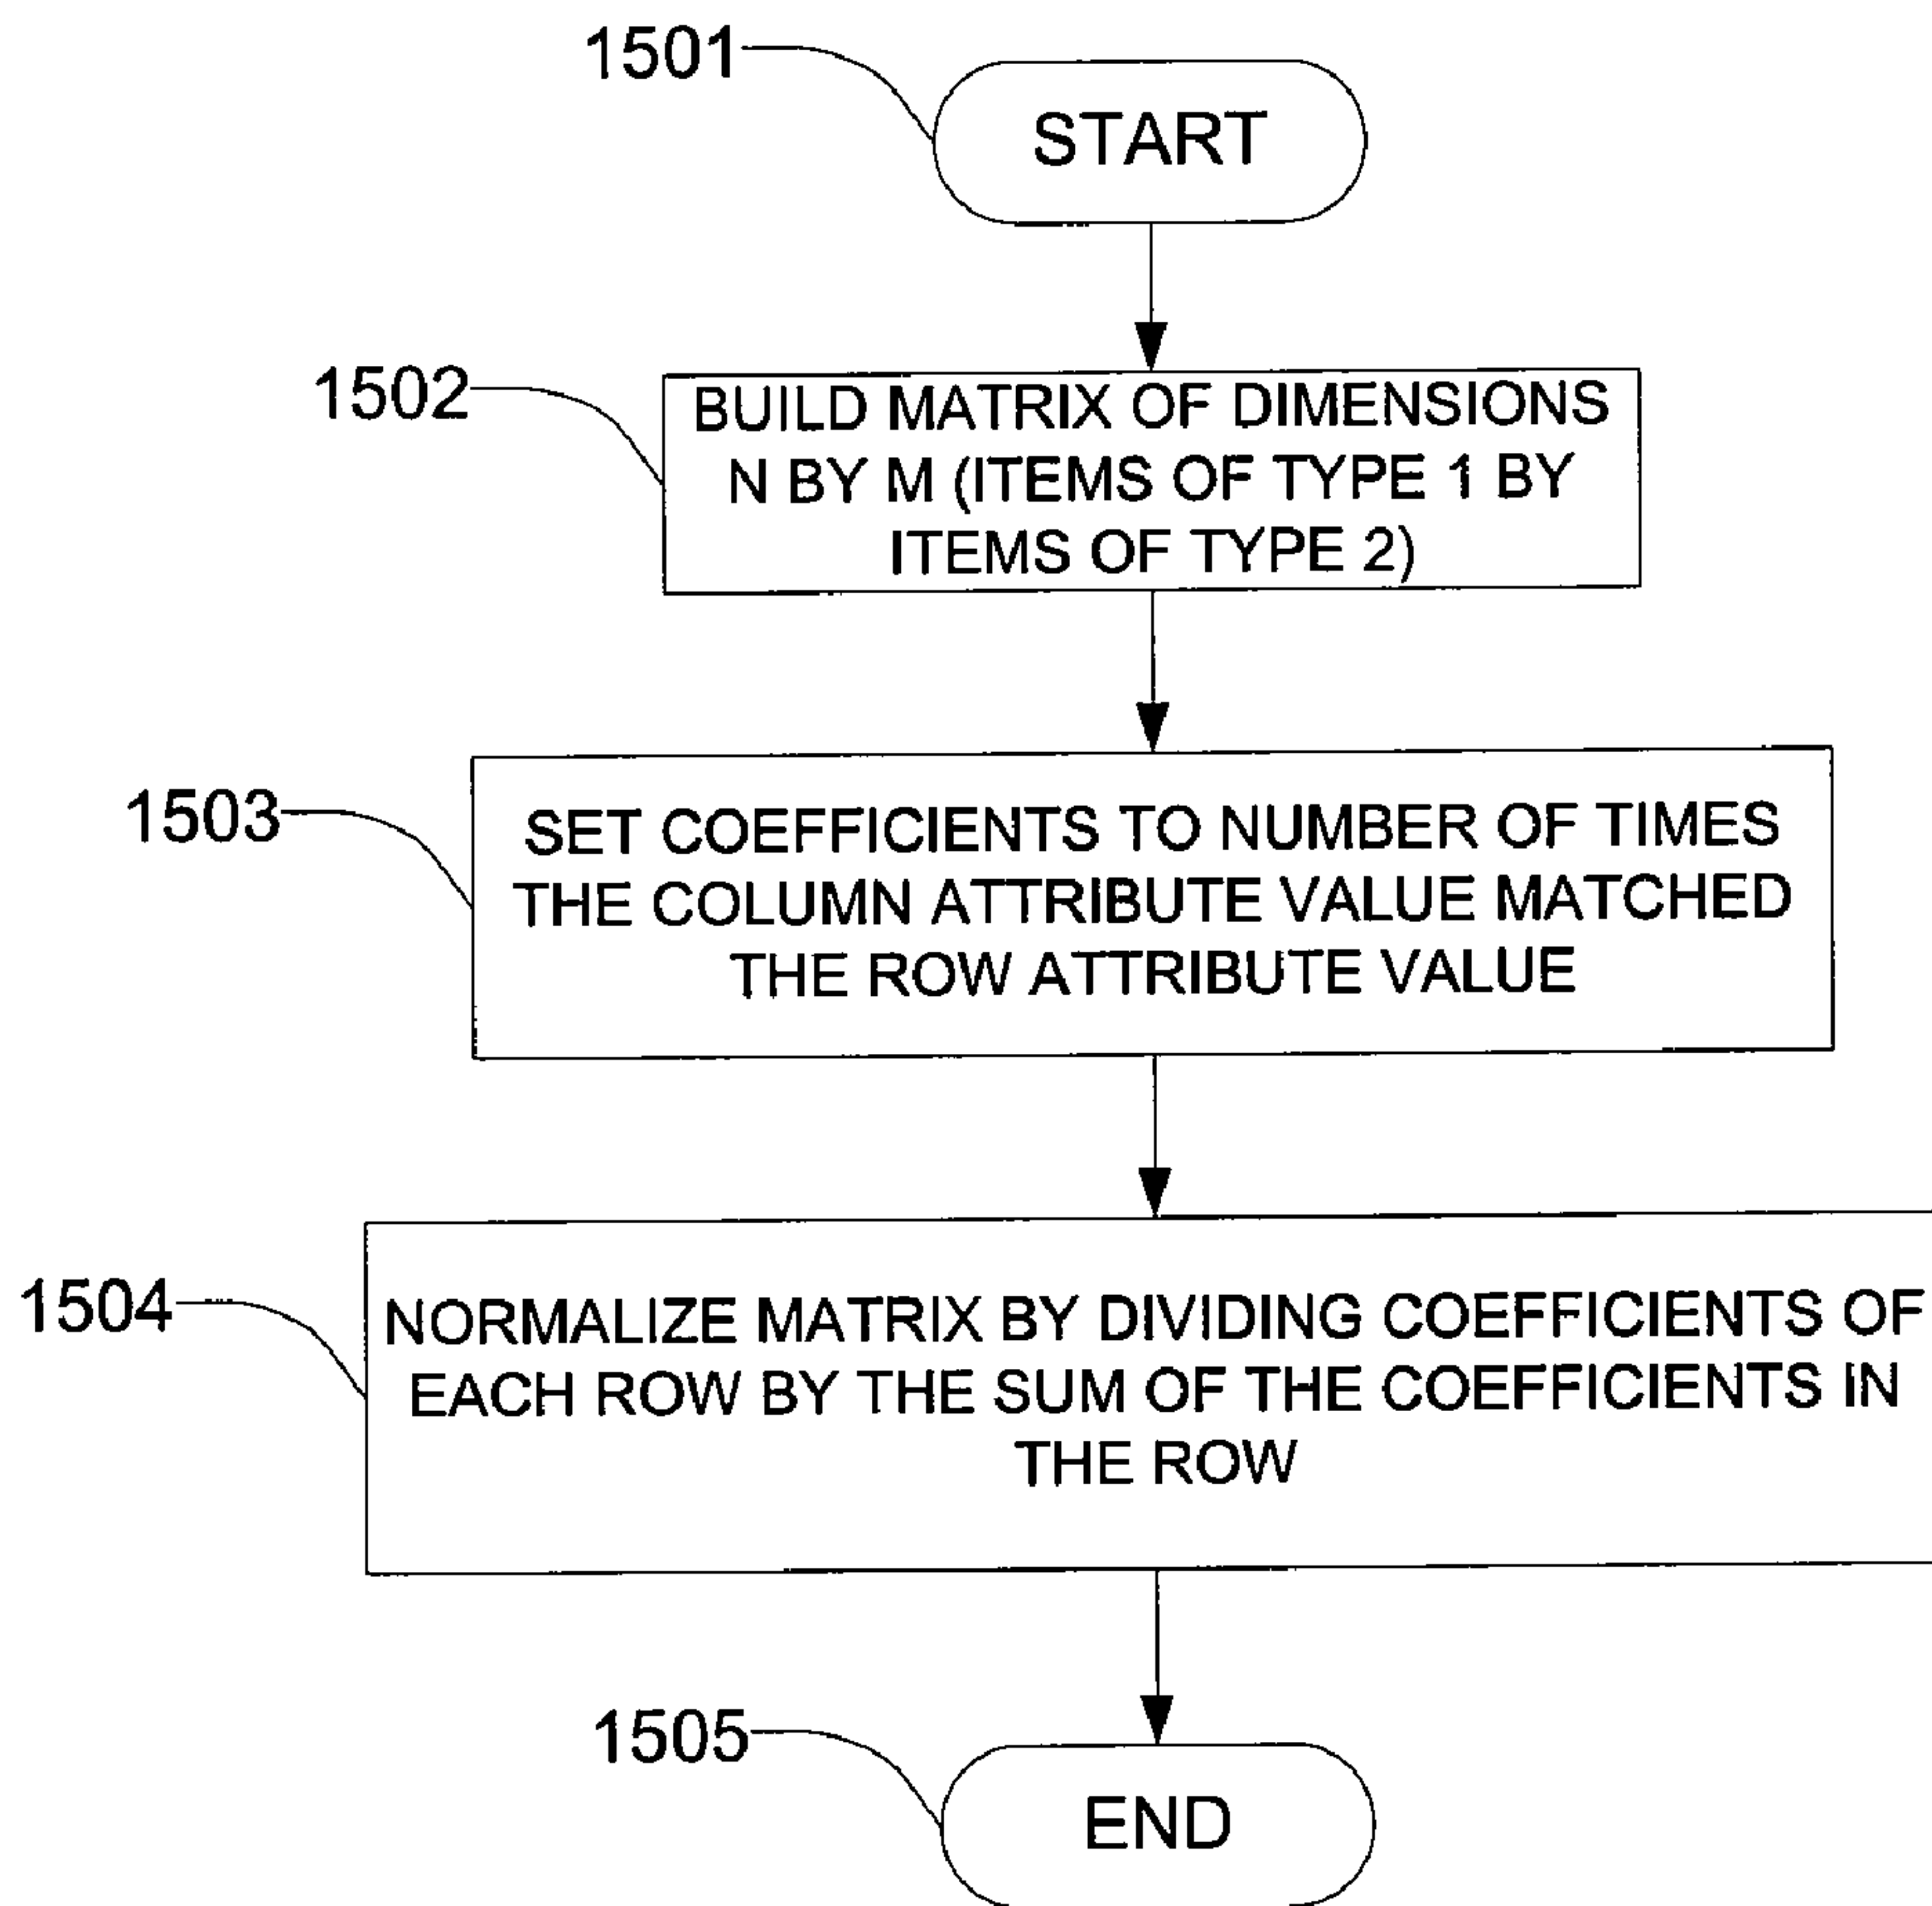 1501
START
1502
BUILD MATRIX OF DIMENSIONS
N BY M (ITEMS OF TYPE 1 BY
ITEMS OF TYPE 2)
1503
SET COEFFICIENTS TO NUMBER OF TIMES
THE COLUMN ATTRIBUTE VALUE MATCHED
THE ROW ATTRIBUTE VALUE
1504
NORMALIZE MATRIX BY DIVIDING COEFFICIENTS OF
EACH ROW BY THE SUM OF THE COEFFICIENTS IN
THE ROW
1505
END